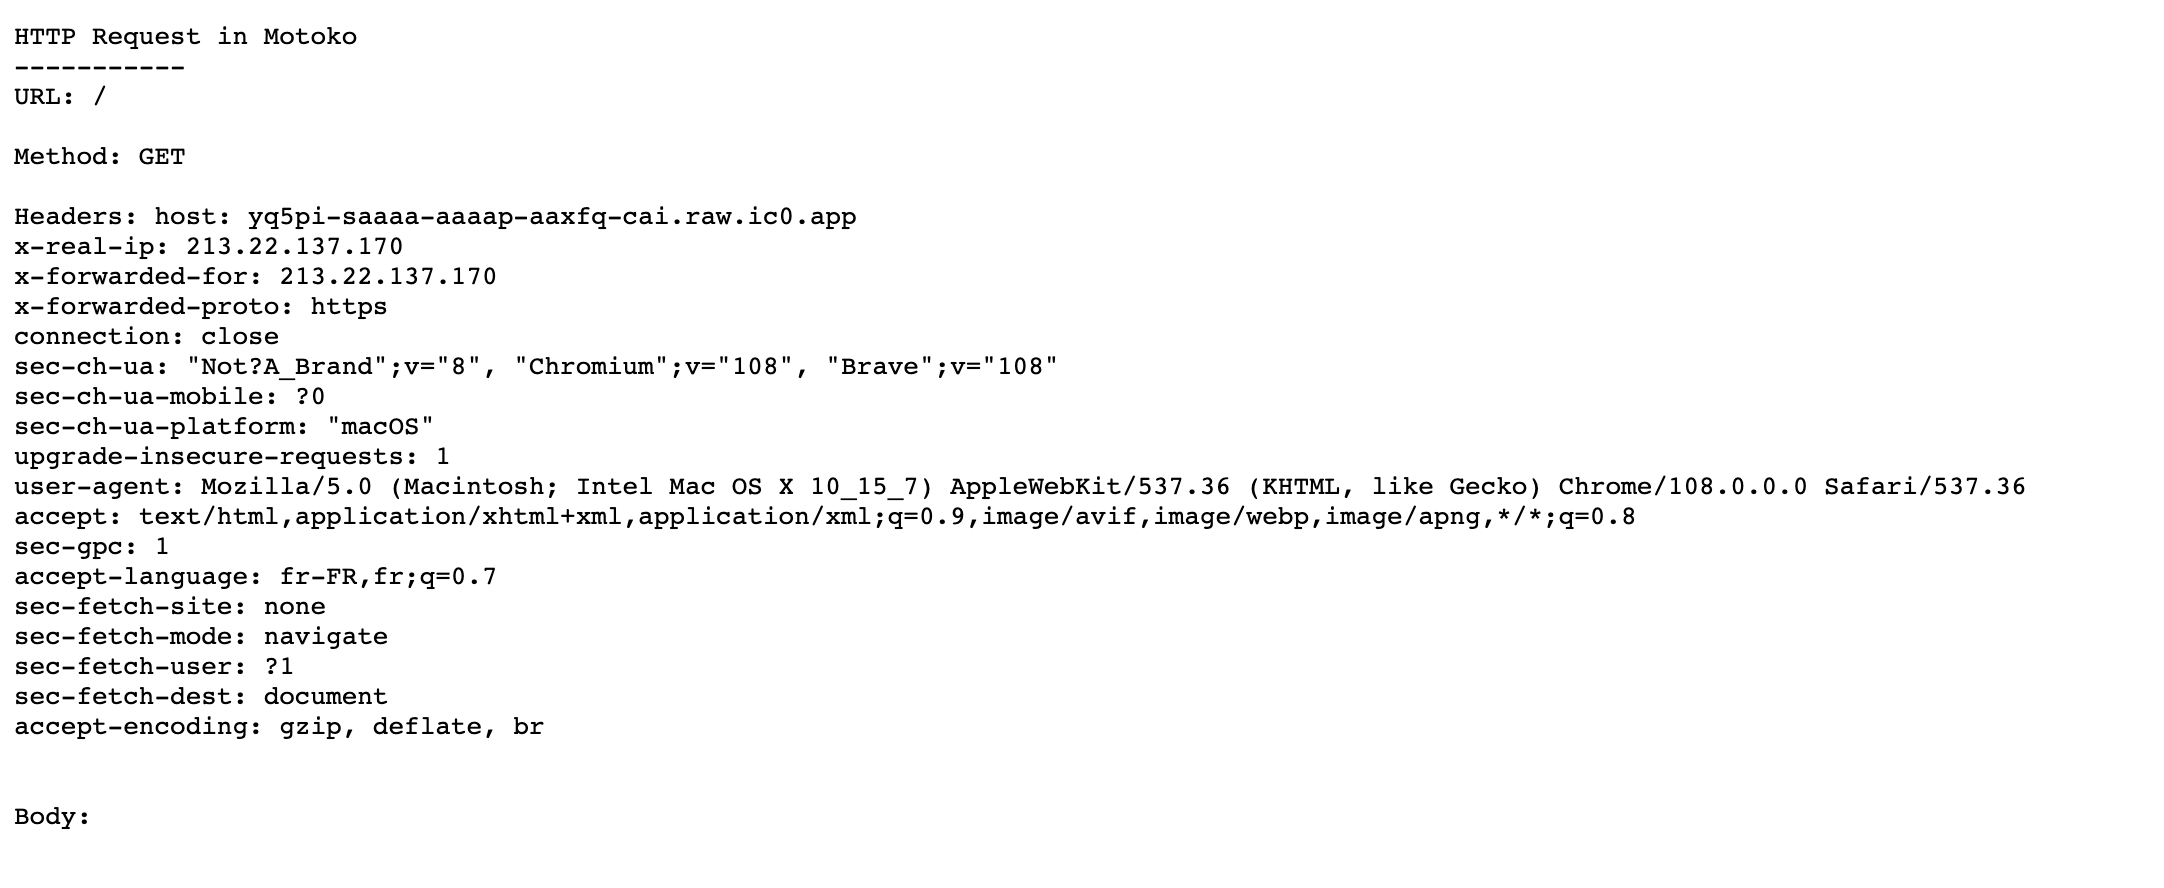 HTTP Request in Motoko
-----------
URL: /
Method: GET
Headers: host: yq5pi-saaaa-aaaap-aaxfq-cai.raw.ic0.app
x-real-ip: 213.22.137.170
x-forwarded-for: 213.22.137.170
x-forwarded-proto: https
connection: close
sec-ch-ua: "Not?A_Brand";v="8", "Chromium";v="108", "Brave";v="108"
sec-ch-ua-mobile: ?0
sec-ch-ua-platform: "macOS"
upgrade-insecure-requests: 1
user-agent: Mozilla/5.0 (Macintosh; Intel Mac OS X 10_15_7) AppleWebKit/537.36 (KHTML, like Gecko) Chrome/108.0.0.0 Safari/537.36
accept: text/html,application/xhtml+xml,application/xml;q=0.9,image/avif,image/webp,image/apng,*/*;q=0.8
sec-gpc: 1
accept-language: fr-FR,fr;q=0.7
sec-fetch-site: none
sec-fetch-mode: navigate
sec-fetch-user: ?1
sec-fetch-dest: document
accept-encoding: gzip, deflate, br
Body: